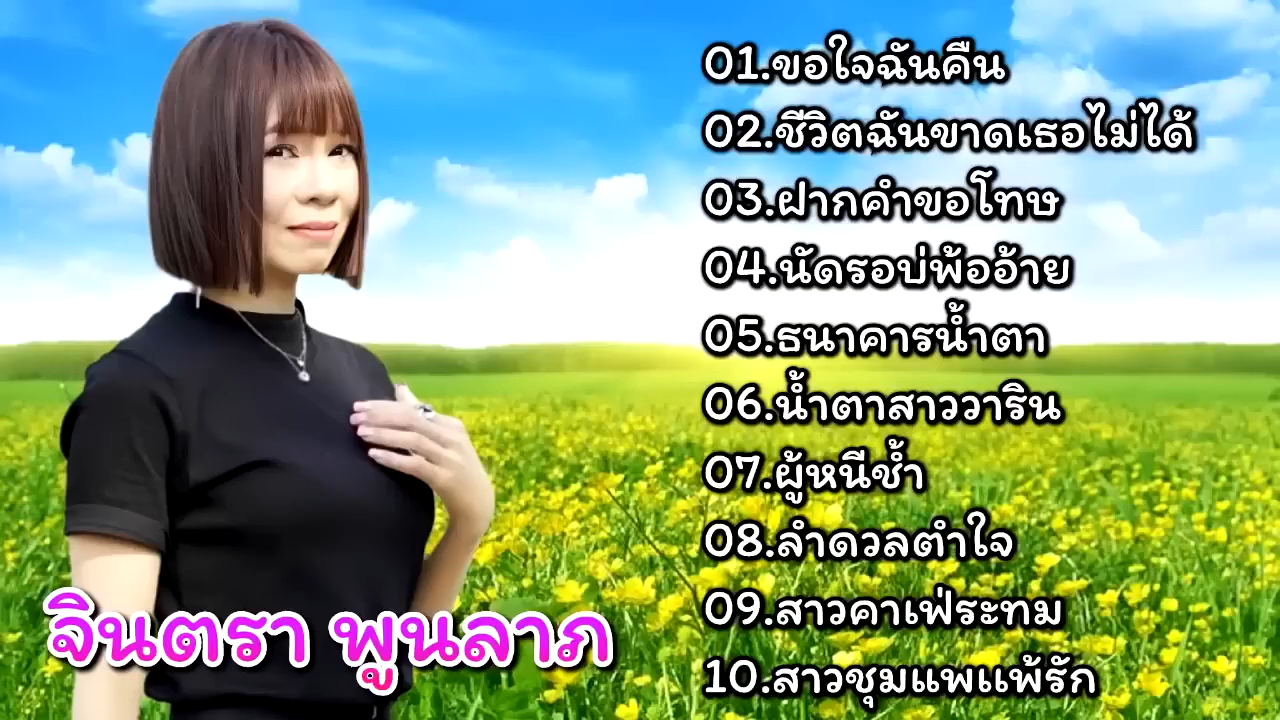 01.ขอใจฉันคืน
02.ชีวิตฉันขาดเธอไม่ได้
03.ฝากคำขอโทษ
04.นัดรอบ่พ้ออ้าย
05.ธนาคารน้ำตา
06.น้ำตาสาววาริน
07.ผู้หนีช้ำ
08.ลำดวลตำใจ
09.สาวคาเฟ่ระทม
10.สาวชุมแพแพ้รัก
จินตรา พูนลาภ